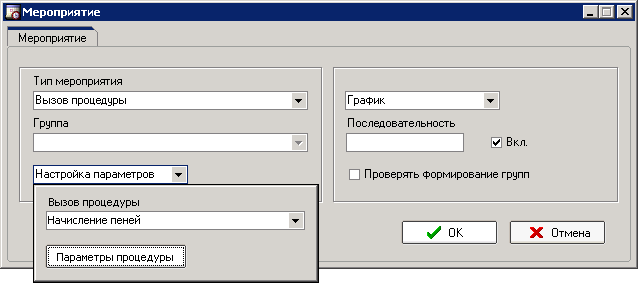 Мероприятие
Мероприятие
Тип мероприятия
Вызов процедуры
Группа
Настройка параметров
Вызов процедуры
Начисление пеней
Параметры процедуры
График
Последовательность
Вкл.
Проверять формирование групп
OK
Отмена